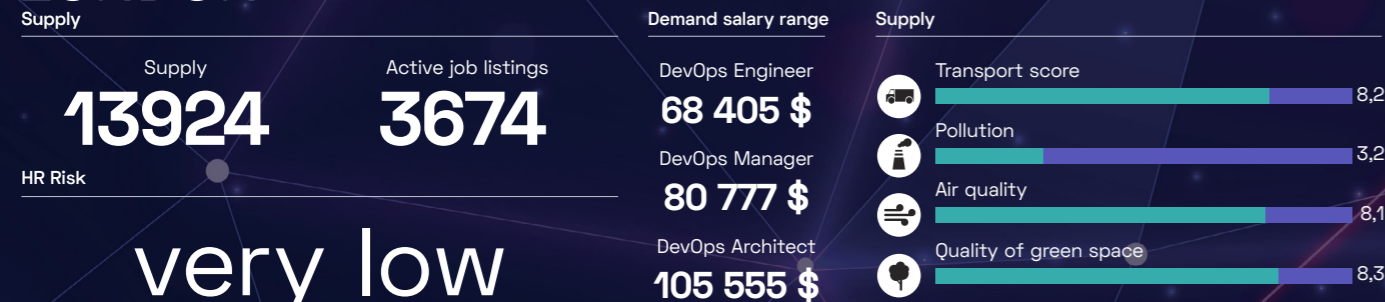 Supply
Supply
13924
Active job listings
3674
HR Risk
very low
Demand salary range
DevOps Engineer
68 405 $
DevOps Manager
80 777 $
DevOps Architect
105 555 $
Supply
Transport score
8,2
Pollution
3,2
Air quality
8,1
Quality of green space
8,3